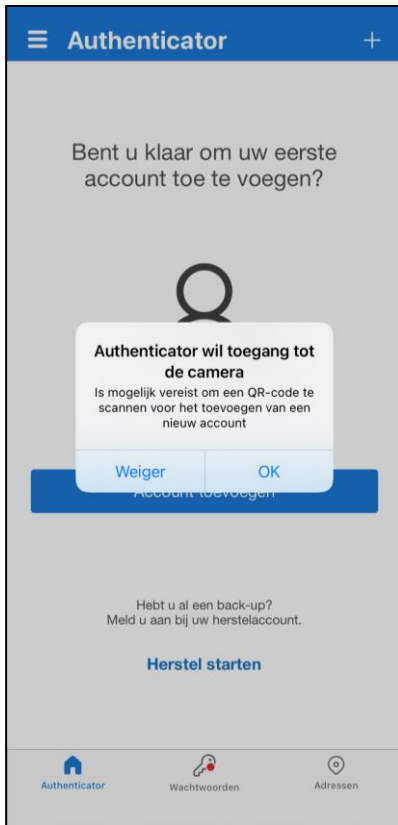 Authenticator
Bent u klaar om uw eerste
account toe te voegen?
Authenticator wil toegang tot
de camera
Is mogelijk vereist om een QR-code te
scannen voor het toevoegen van een
nieuw account
Weiger OK
Account toevoegen
Hebt u al een back-up?
Meld u aan bij uw herstelaccount.
Herstel starten
Authenticator Wachtwoorden Adressen